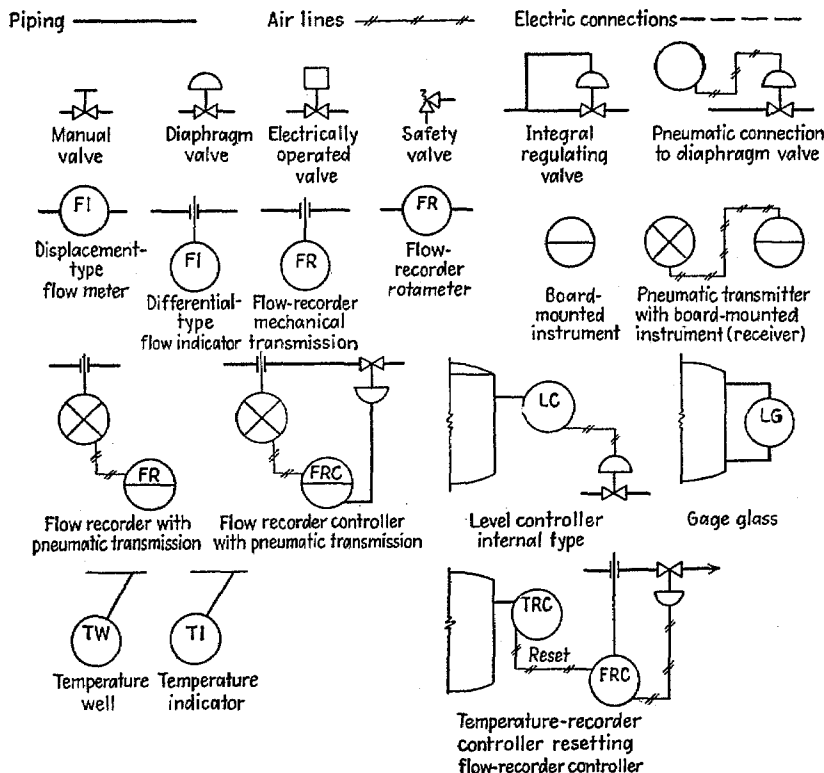 Piping
Air lines
Electric connections
Manual
valve
Diaphragm
valve
Electrically
operated
valve
Safety
valve
Integral
regulating
valve
Pneumatic connection
to diaphragm valve
FI
Displacement-
type
flow meter
FI
Differential-
type
flow indicator
FR
Flow-recorder
mechanical
transmission
FR
Flow-
recorder
rotameter
Board-
mounted
instrument
Pneumatic transmitter
with board-mounted
instrument (receiver)
FR
Flow recorder with
pneumatic transmission
FRC
Flow recorder controller
with pneumatic transmission
LC
Level controller
internal type
LG
Gage glass
TW
Temperature
well
TI
Temperature
indicator
TRC
Reset
FRC
Temperature-recorder
controller resetting
flow-recorder controller